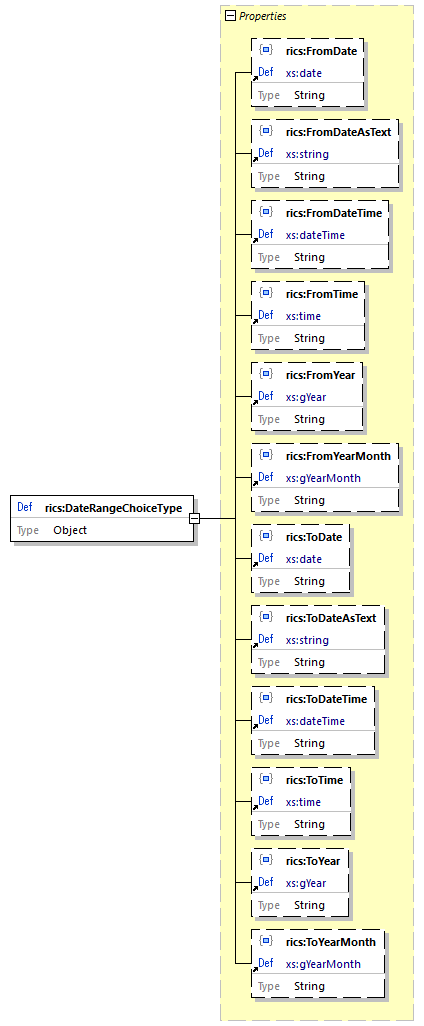 Properties
rics:FromDate
Def xs:date
Type String
rics:FromDateAsText
Def xs:string
Type String
rics:FromDateTime
Def xs:dateTime
Type String
rics:FromTime
Def xs:time
Type String
rics:FromYear
Def xs:gYear
Type String
rics:FromYearMonth
Def xs:gYearMonth
Type String
Def rics:DateRangeChoiceType
Type Object
rics:ToDate
Def xs:date
Type String
rics:ToDateAsText
Def xs:string
Type String
rics:ToDateTime
Def xs:dateTime
Type String
rics:ToTime
Def xs:time
Type String
rics:ToYear
Def xs:gYear
Type String
rics:ToYearMonth
Def xs:gYearMonth
Type String